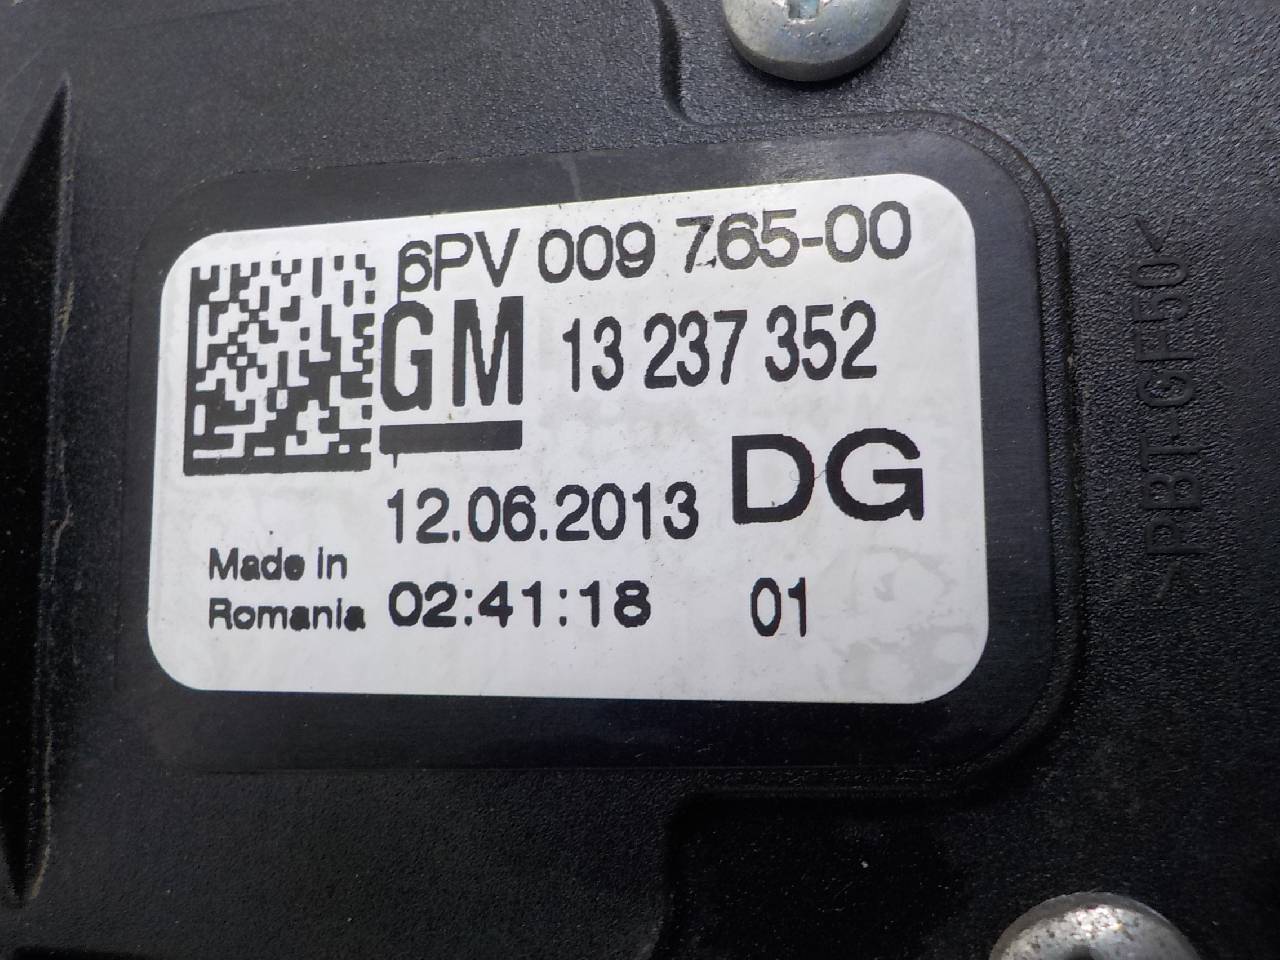 6PV 009 765-00
GM 13 237 352
12.06.2013 DG
Made in
Romania 02:41:18 01
>PBT-GF50<